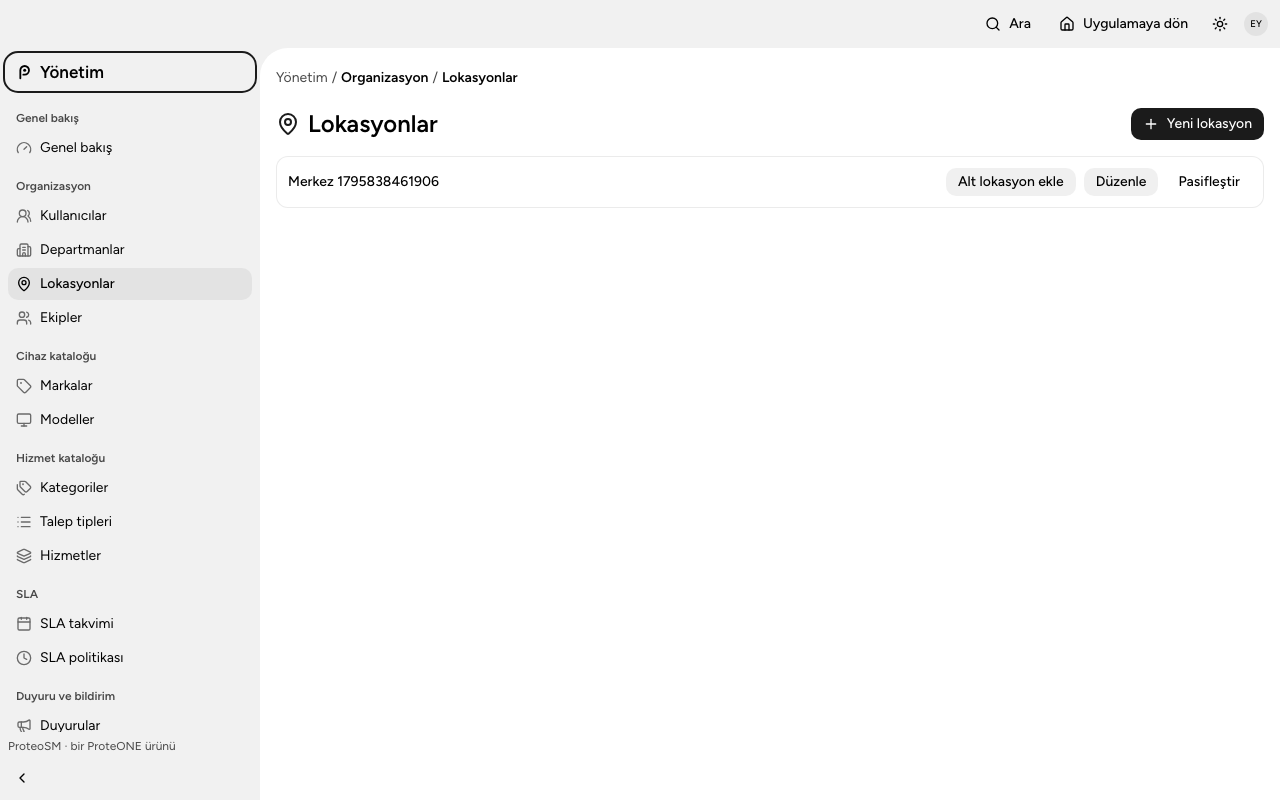 Ara
Uygulamaya dön
EY
Yönetim
Genel bakış
Genel bakış
Organizasyon
Kullanıcılar
Departmanlar
Lokasyonlar
Ekipler
Cihaz kataloğu
Markalar
Modeller
Hizmet kataloğu
Kategoriler
Talep tipleri
Hizmetler
SLA
SLA takvimi
SLA politikası
Duyuru ve bildirim
Duyurular
ProteoSM · bir ProteONE ürünü
Yönetim / Organizasyon / Lokasyonlar
Lokasyonlar
Yeni lokasyon
Merkez 1795838461906
Alt lokasyon ekle
Düzenle
Pasifleştir